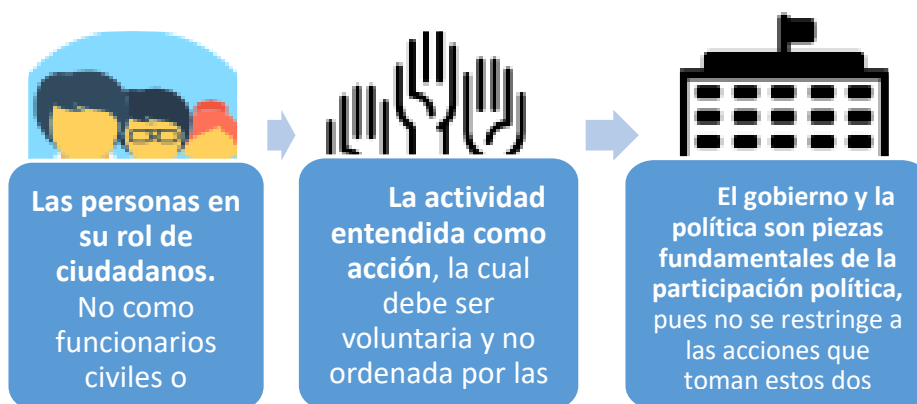 Las personas en
su rol de
ciudadanos.
No como
funcionarios
civiles o
La actividad
entendida como
acción, la cual
debe ser
voluntaria y no
ordenada por las
El gobierno y la
política son piezas
fundamentales de la
participación política,
pues no se restringe a
las acciones que
toman estos dos